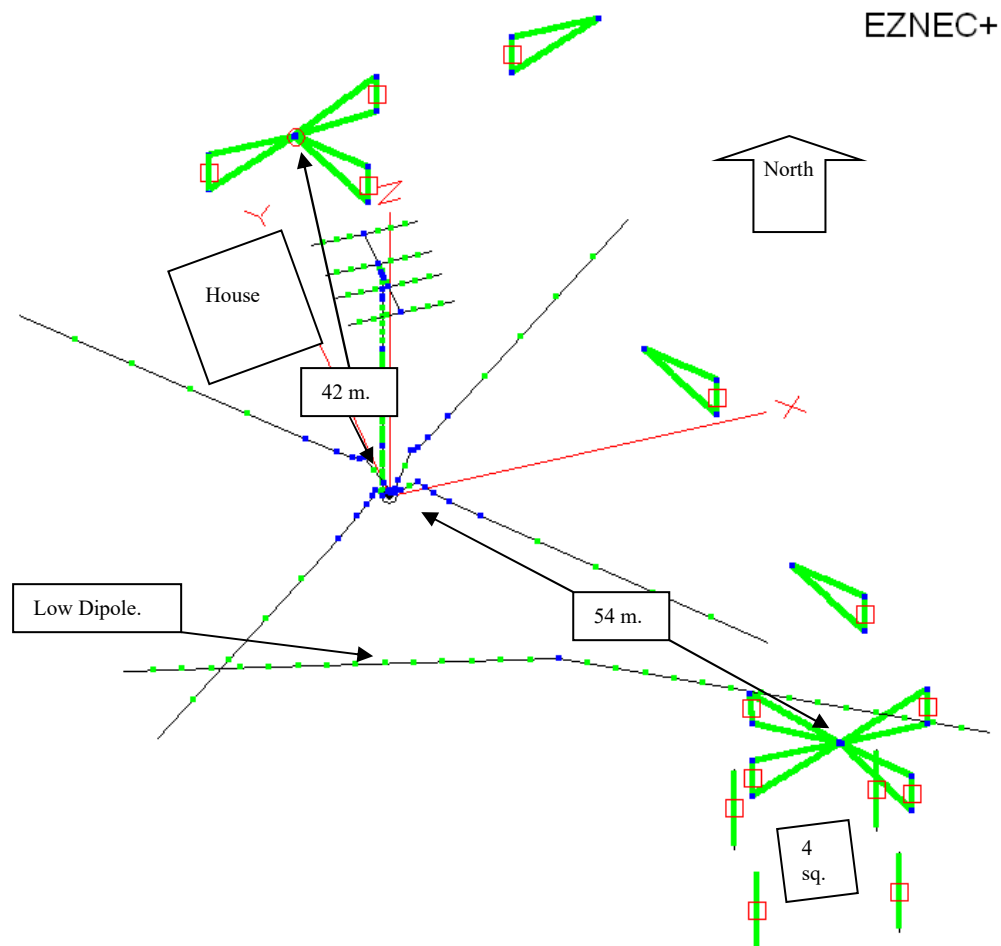 EZNEC+
North
Z
Y
House
42 m.
X
Low Dipole.
54 m.
4
sq.